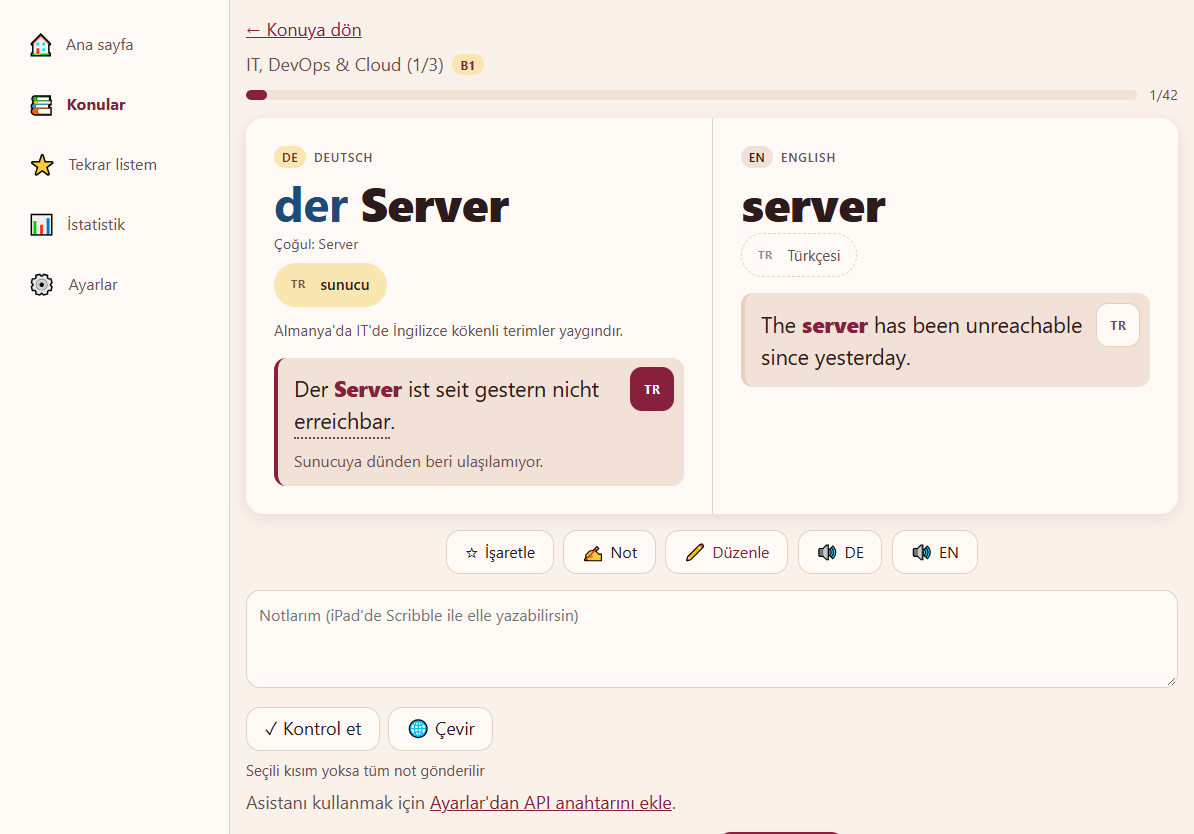 Ana sayfa
Konular
Tekrar listem
İstatistik
Ayarlar
← Konuya dön
IT, DevOps & Cloud (1/3) B1
1/42
DE DEUTSCH
der Server
Çoğul: Server
TR sunucu
Almanya'da IT'de İngilizce kökenli terimler yaygındır.
Der Server ist seit gestern nicht
erreichbar.
TR
Sunucuya dünden beri ulaşılamıyor.
EN ENGLISH
server
TR Türkçesi
The server has been unreachable
since yesterday.
TR
☆ İşaretle
Not
Düzenle
DE
EN
Notlarım (iPad'de Scribble ile elle yazabilirsin)
✓ Kontrol et
Çevir
Seçili kısım yoksa tüm not gönderilir
Asistanı kullanmak için Ayarlar'dan API anahtarını ekle.